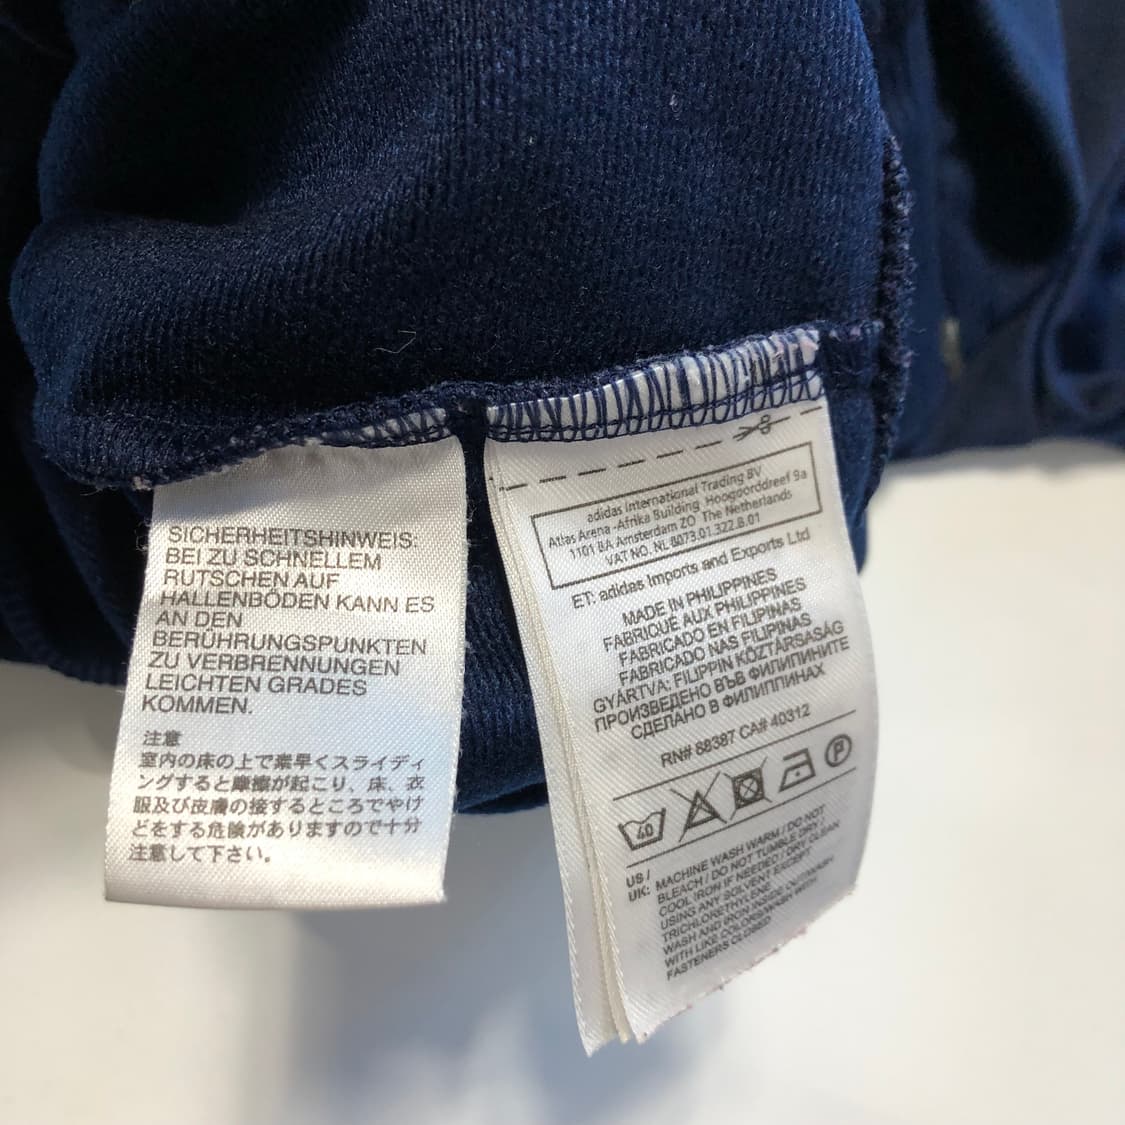 SICHERHEITSHINWEIS:
BEI ZU SCHNELLEM
RUTSCHEN AUF
HALLENBÖDEN KANN ES
AN DEN
BERÜHRUNGSPUNKTEN
ZU VERBRENNUNGEN
LEICHTEN GRADES
KOMMEN.
注意
室内の床の上で素早くスライディ
ングすると摩擦が起こり、床、衣
服及び皮膚の接するところでやけ
どをする危険がありますので十分
注意して下さい。
adidas International Trading BV
Atlas Arena -Afrika Building Hoogoorddreef 9a
1101 BA Amsterdam ZO The Netherlands
VAT NO. NL 8073.01.322.B.01
ET: adidas Imports and Exports Ltd
MADE IN PHILIPPINES
FABRIQUÉ AUX PHILIPPINES
FABRICADO EN FILIPINAS
FABRICADO NAS FILIPINAS
GYÁRTVA: FILIPPIN KÖZTÁRSASÁG
ПРОИЗВЕДЕНО ВЪВ ФИЛИПИНИТЕ
СДЕЛАНО В ФИЛИППИНАХ
RN# 88387 CA# 40312
40 P
US / UK: MACHINE WASH WARM / DO NOT
BLEACH / DO NOT TUMBLE DRY /
COOL IRON IF NEEDED / DRY CLEAN
USING ANY SOLVENT EXCEPT
TRICHLORETHYLENE
WASH AND IRON INSIDE OUT/WASH
WITH LIKE COLORS/WASH WITH
FASTENERS CLOSED